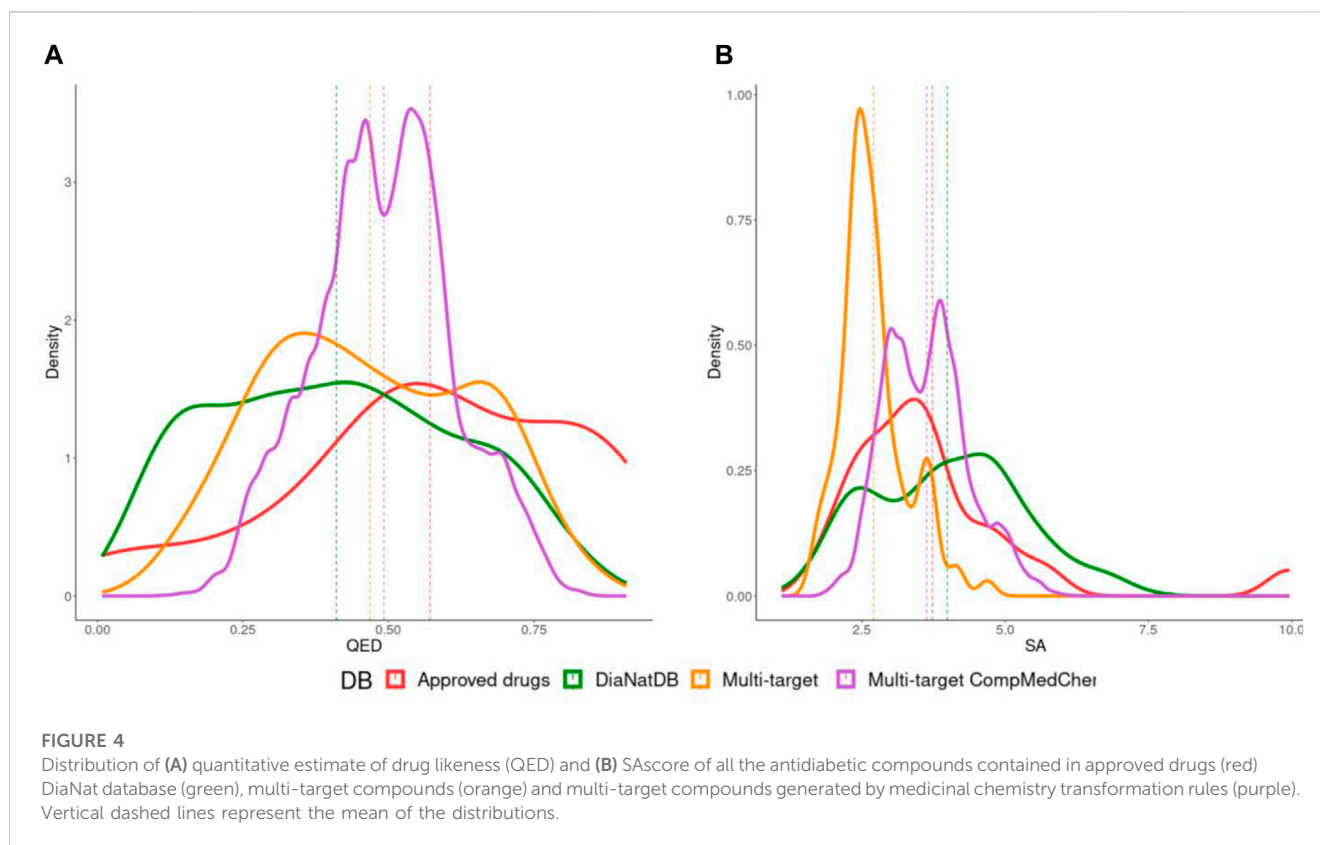 A
B
3
2
1
0
Density
0.00
0.25
0.50
0.75
QED
1.00
0.75
0.50
0.25
0.00
Density
2.5
5.0
7.5
10.0
SA
DB Approved drugs DiaNatDB Multi-target Multi-target CompMedCher
FIGURE 4
Distribution of (A) quantitative estimate of drug likeness (QED) and (B) SAscore of all the antidiabetic compounds contained in approved drugs (red)
DiaNat database (green), multi-target compounds (orange) and multi-target compounds generated by medicinal chemistry transformation rules (purple).
Vertical dashed lines represent the mean of the distributions.